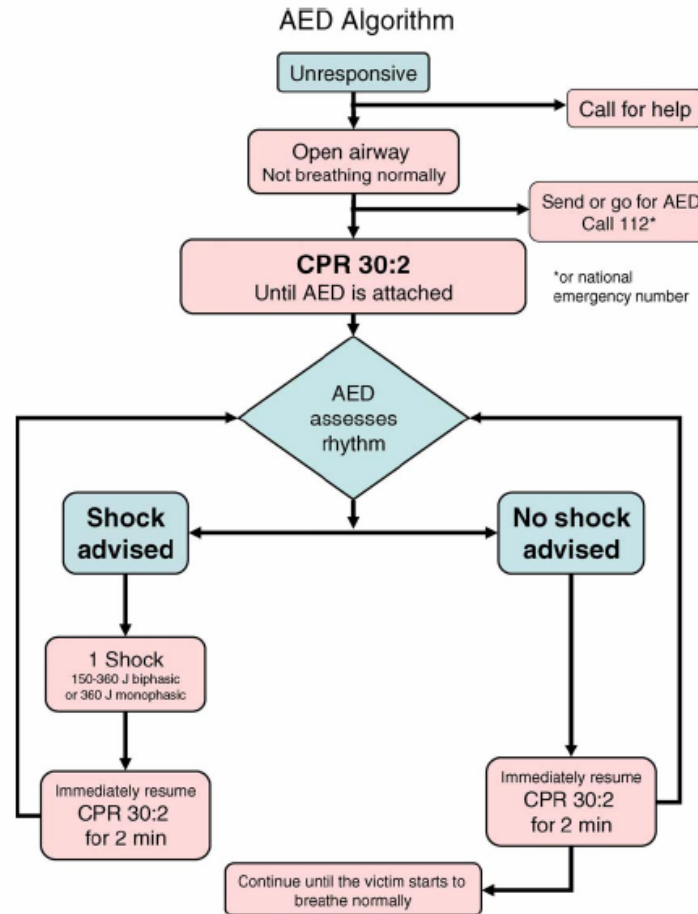 AED Algorithm
Unresponsive
Call for help
Open airway
Not breathing normally
Send or go for AED
Call 112*
CPR 30:2
Until AED is attached
*or national
emergency number
AED
assesses
rhythm
Shock
advised
No shock
advised
1 Shock
150-360 J biphasic
or 360 J monophasic
Immediately resume
CPR 30:2
for 2 min
Immediately resume
CPR 30:2
for 2 min
Continue until the victim starts to
breathe normally